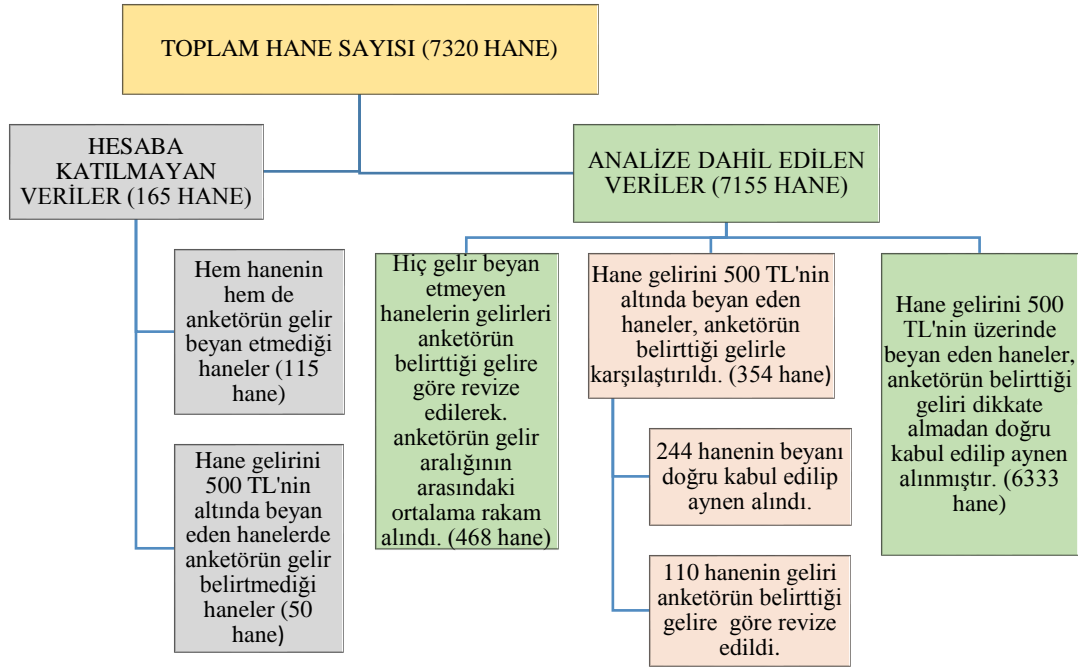 TOPLAM HANE SAYISI (7320 HANE)
HESABA
KATILMAYAN
VERİLER (165 HANE)
Hem hanenin
hem de
anketörün gelir
beyan etmediği
haneler (115
hane)
Hane gelirini
500 TL'nin
altında beyan
eden hanelerde
anketörün gelir
belirtmediği
haneler (50
hane)
ANALİZE DAHİL EDİLEN
VERİLER (7155 HANE)
Hiç gelir beyan
etmeyen
hanelerin gelirleri
anketörün
belirttiği gelire
göre revize
edilerek.
anketörün gelir
aralığının
arasındaki
ortalama rakam
alındı. (468 hane)
Hane gelirini 500 TL'nin
altında beyan eden
haneler, anketörün
belirttiği gelirle
karşılaştırıldı. (354 hane)
244 hanenin beyanı
doğru kabul edilip
aynen alındı.
110 hanenin geliri
anketörün belirttiği
gelire göre revize
edildi.
Hane gelirini 500
TL'nin üzerinde
beyan eden haneler,
anketörün belirttiği
geliri dikkate
almadan doğru
kabul edilip aynen
alınmıştır. (6333
hane)